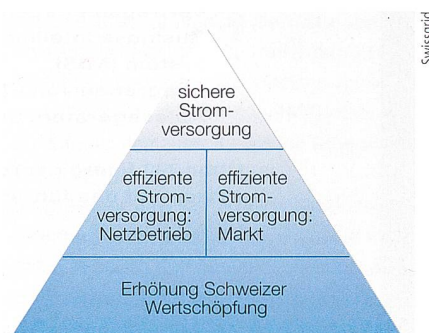 Swissgrid
sichere
Strom-
versorgung
effiziente
Strom-
versorgung:
Netzbetrieb
effiziente
Strom-
versorgung:
Markt
Erhöhung Schweizer
Wertschöpfung